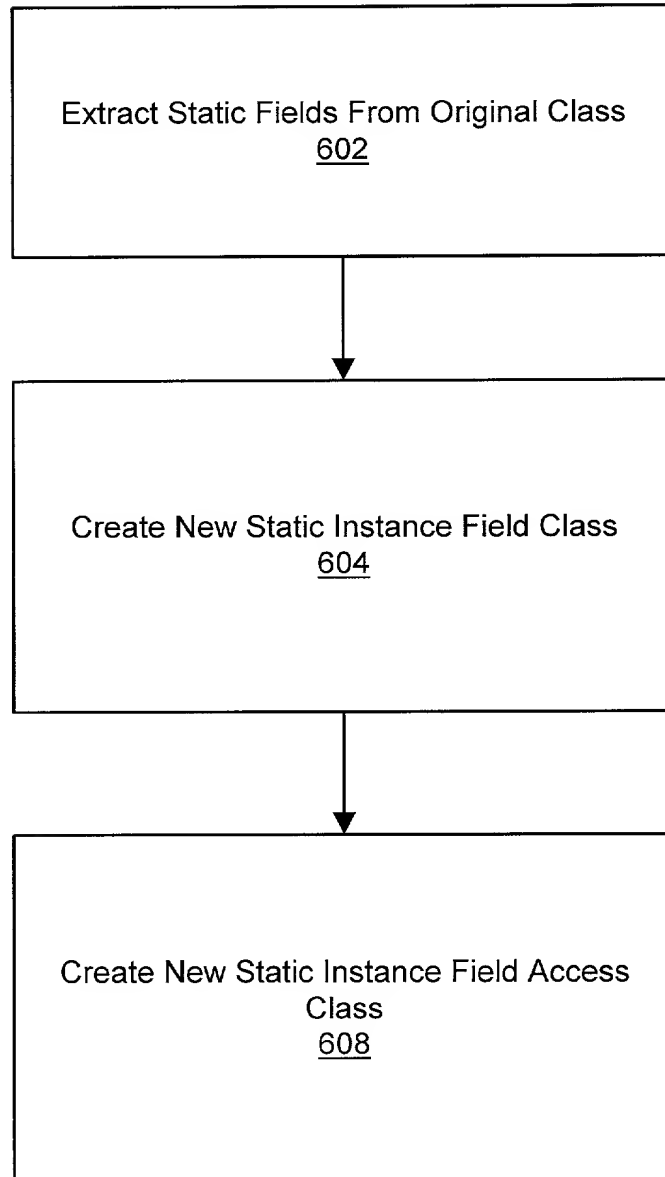 Extract Static Fields From Original Class
602
Create New Static Instance Field Class
604
Create New Static Instance Field Access
Class
608